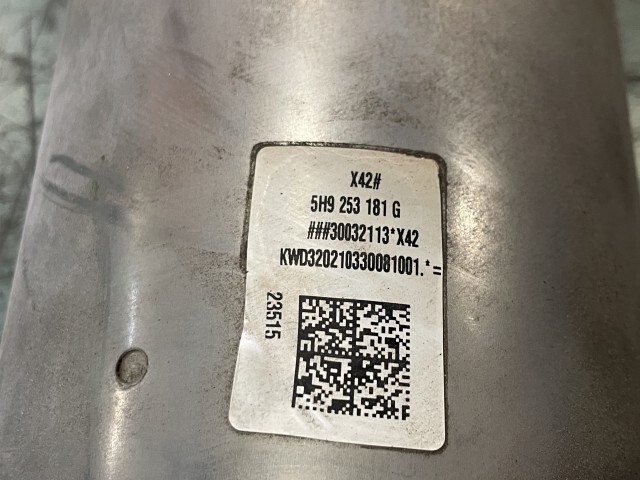 X42#
5H9 253 181 G
###30032113*X42
KWD320210330081001.*=
23515